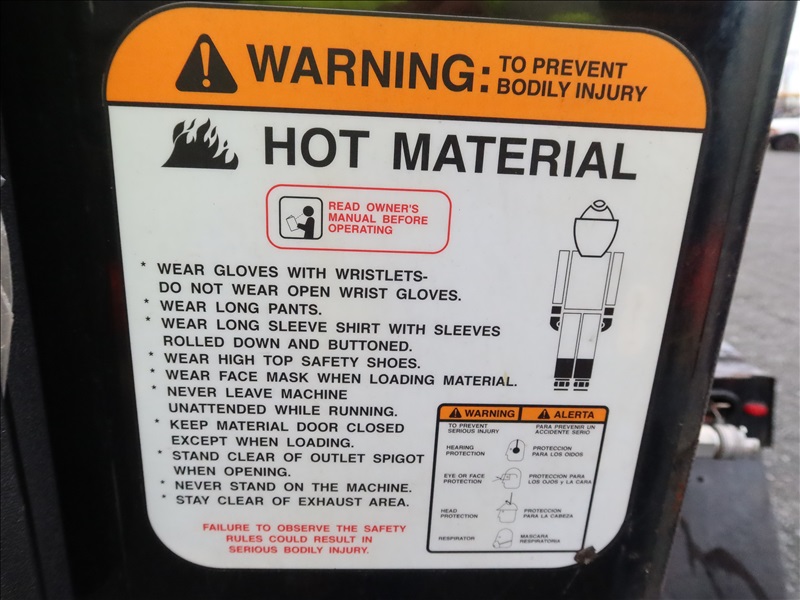 WARNING: TO PREVENT
BODILY INJURY
HOT MATERIAL
READ OWNER'S
MANUAL BEFORE
OPERATING
* WEAR GLOVES WITH WRISTLETS-
DO NOT WEAR OPEN WRIST GLOVES.
* WEAR LONG PANTS.
* WEAR LONG SLEEVE SHIRT WITH SLEEVES
ROLLED DOWN AND BUTTONED.
* WEAR HIGH TOP SAFETY SHOES.
* WEAR FACE MASK WHEN LOADING MATERIAL.
* NEVER LEAVE MACHINE
UNATTENDED WHILE RUNNING.
* KEEP MATERIAL DOOR CLOSED
EXCEPT WHEN LOADING.
* STAND CLEAR OF OUTLET SPIGOT
WHEN OPENING.
* NEVER STAND ON THE MACHINE.
* STAY CLEAR OF EXHAUST AREA.
FAILURE TO OBSERVE THE SAFETY
RULES COULD RESULT IN
SERIOUS BODILY INJURY.
WARNING
TO PREVENT
SERIOUS INJURY
HEARING
PROTECTION
EYE OR FACE
PROTECTION
HEAD
PROTECTION
RESPIRATOR
ALERTA
PARA PREVENIR UN
ACCIDENTE SERIO
PROTECCION
PARA LOS OIDOS
PROTECCION PARA
LOS OJOS y LA CARA
PROTECCION
PARA LA CABEZA
MASCARA
RESPIRATORIA